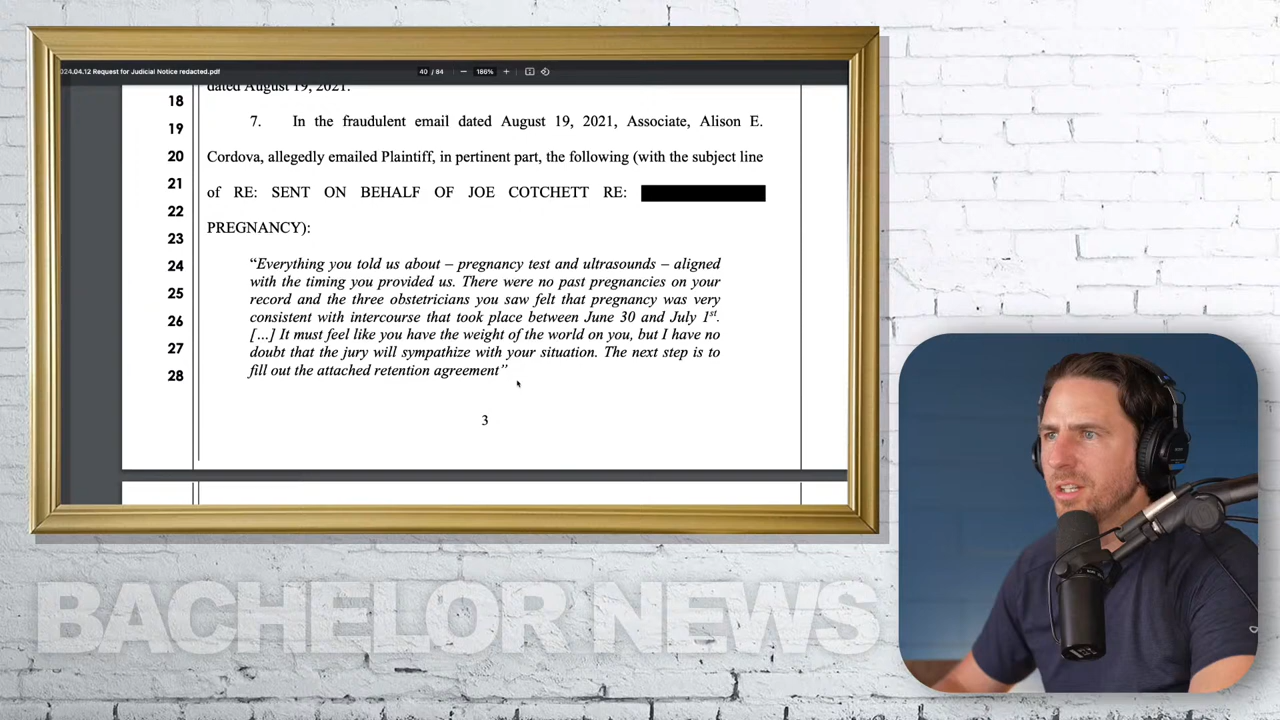 024.04.12 Request for Judicial Notice redacted.pdf
40 / 84
186%
dated August 19, 2021.
18
7. In the fraudulent email dated August 19, 2021, Associate, Alison E.
19
Cordova, allegedly emailed Plaintiff, in pertinent part, the following (with the subject line
20
of RE: SENT ON BEHALF OF JOE COTCHETT RE:
21
22
PREGNANCY):
23
“Everything you told us about – pregnancy test and ultrasounds – aligned
24
with the timing you provided us. There were no past pregnancies on your
25
record and the three obstetricians you saw felt that pregnancy was very
26
consistent with intercourse that took place between June 30 and July 1st.
[...] It must feel like you have the weight of the world on you, but I have no
27
doubt that the jury will sympathize with your situation. The next step is to
28
fill out the attached retention agreement”
3
BACHELOR NEWS